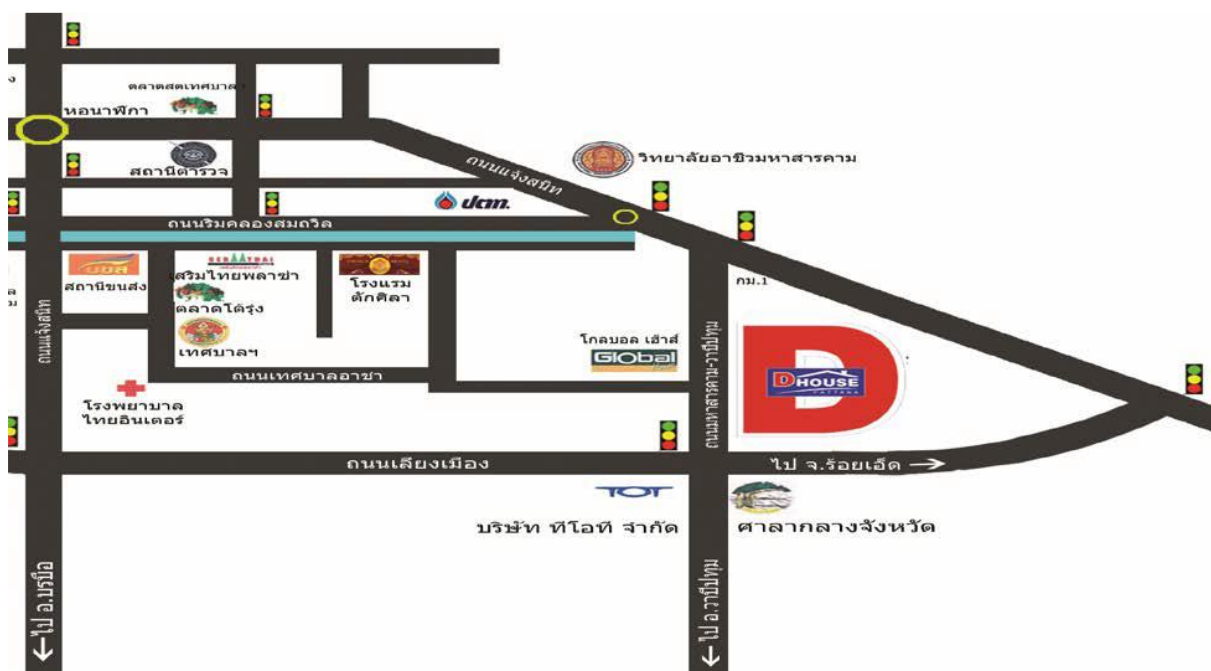 ตลาดสดเทศบาล
หอนาฬิกา
สถานีตำรวจ
ถนนแจ้งสนิท
วิทยาลัยอาชีวมหาสารคาม
ปตท.
ถนนริมคลองสมถวิล
บขส
สถานีขนส่ง
SERMTHAI
เสริมไทยพลาซ่า
ตลาดโต้รุ่ง
เทศบาลฯ
โรงแรม
ตักศิลา
กม.1
ถนนแจ้งสนิท
โกลบอล เฮ้าส์
Global
ถนนมหาสารคาม-วาปีปทุม
D
DHOUSE
PATTANA
ถนนเทศบาลอาชา
โรงพยาบาล
ไทยอินเตอร์
ถนนเลี่ยงเมือง
ไป จ.ร้อยเอ็ด →
TOT
บริษัท ทีโอที จำกัด
ศาลากลางจังหวัด
←ไป อ.บรบือ
←ไป อ.วาปีปทุม